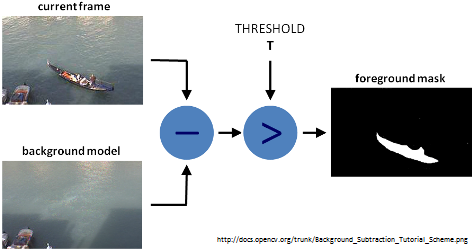 current frame
THRESHOLD
T
foreground mask
−
>
background model
http://docs.opencv.org/trunk/Background_Subtraction_Tutorial_Scheme.png